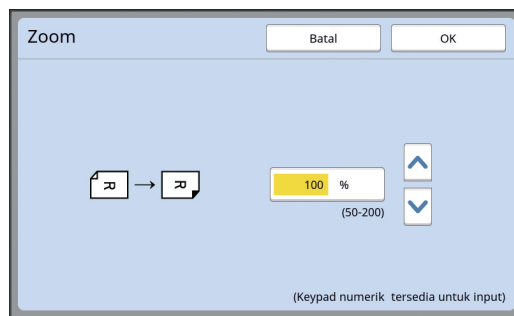 Zoom
Batal
OK
R → R
100 %
(50-200)
(Keypad numerik tersedia untuk input)